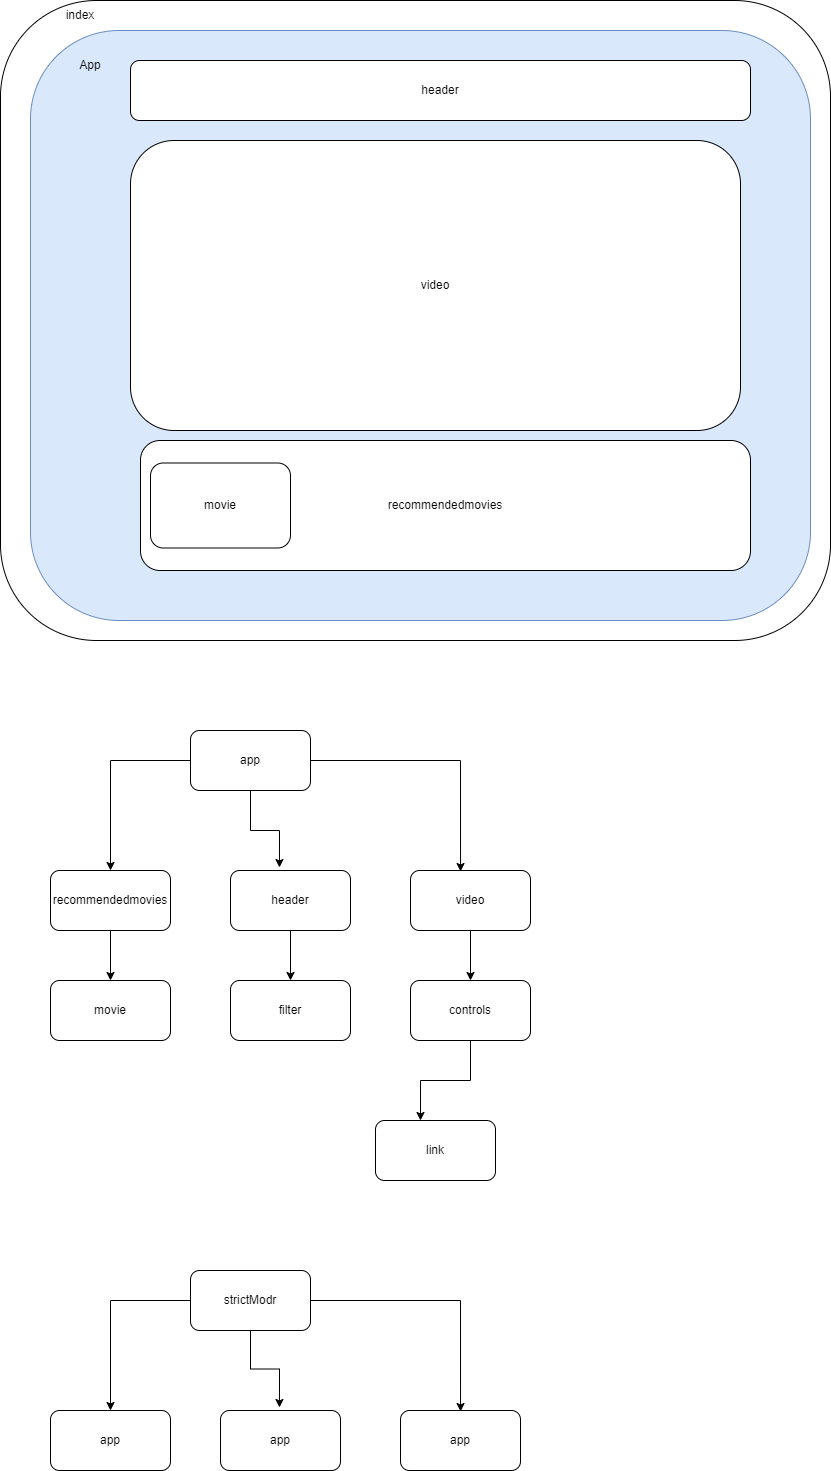 index
App
header
video
movie
recommendedmovies
app
recommendedmovies
header
video
movie
filter
controls
link
strictModr
app
app
app